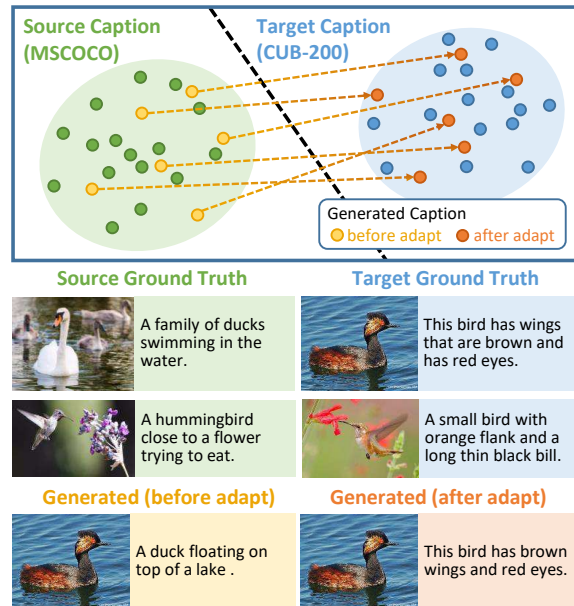 Source Caption
(MSCOCO)
Target Caption
(CUB-200)
Generated Caption
before adapt
after adapt
Source Ground Truth
Target Ground Truth
A family of ducks
swimming in the
water.
This bird has wings
that are brown and
has red eyes.
A hummingbird
close to a flower
trying to eat.
A small bird with
orange flank and a
long thin black bill.
Generated (before adapt)
Generated (after adapt)
A duck floating on
top of a lake .
This bird has brown
wings and red eyes.